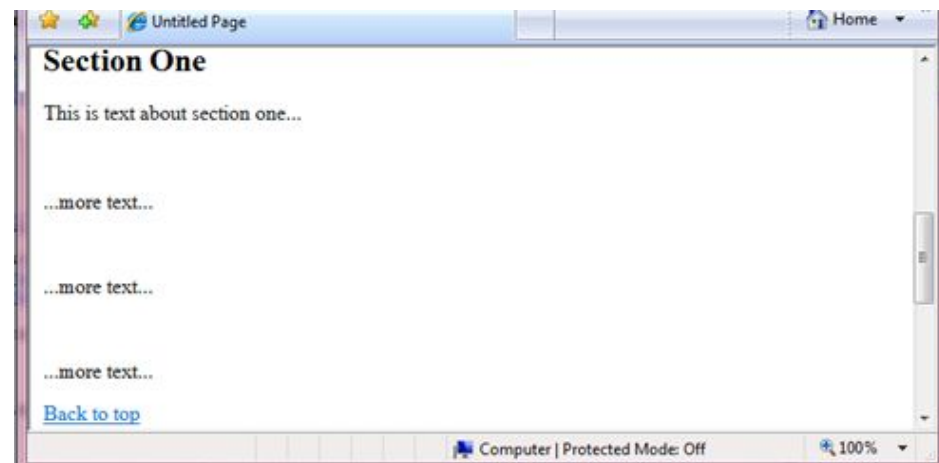 Untitled Page
Home
Section One
This is text about section one...
...more text...
...more text...
...more text...
Back to top
Computer | Protected Mode: Off
100%